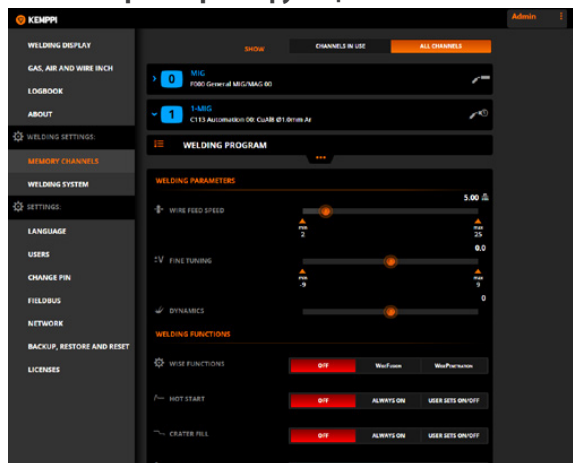 KEMPPI
Admin
WELDING DISPLAY
GAS, AIR AND WIRE INCH
LOGBOOK
ABOUT
WELDING SETTINGS:
MEMORY CHANNELS
WELDING SYSTEM
SETTINGS:
LANGUAGE
USERS
CHANGE PIN
FIELDBUS
NETWORK
BACKUP, RESTORE AND RESET
LICENSES
SHOW CHANNELS IN USE ALL CHANNELS
0 MIG
F000 General MIG/MAG 00
1 1-MIG
C113 Automation 00: CuAl8 Ø1.0mm Ar
WELDING PROGRAM
WELDING PARAMETERS
5.00
WIRE FEED SPEED
min max
2 25
0.0
FINE TUNING
min max
-9 9
0
DYNAMICS
WELDING FUNCTIONS
WISE FUNCTIONS OFF WiseFusion WisePenetration
HOT START OFF ALWAYS ON USER SETS ON/OFF
CRATER FILL OFF ALWAYS ON USER SETS ON/OFF